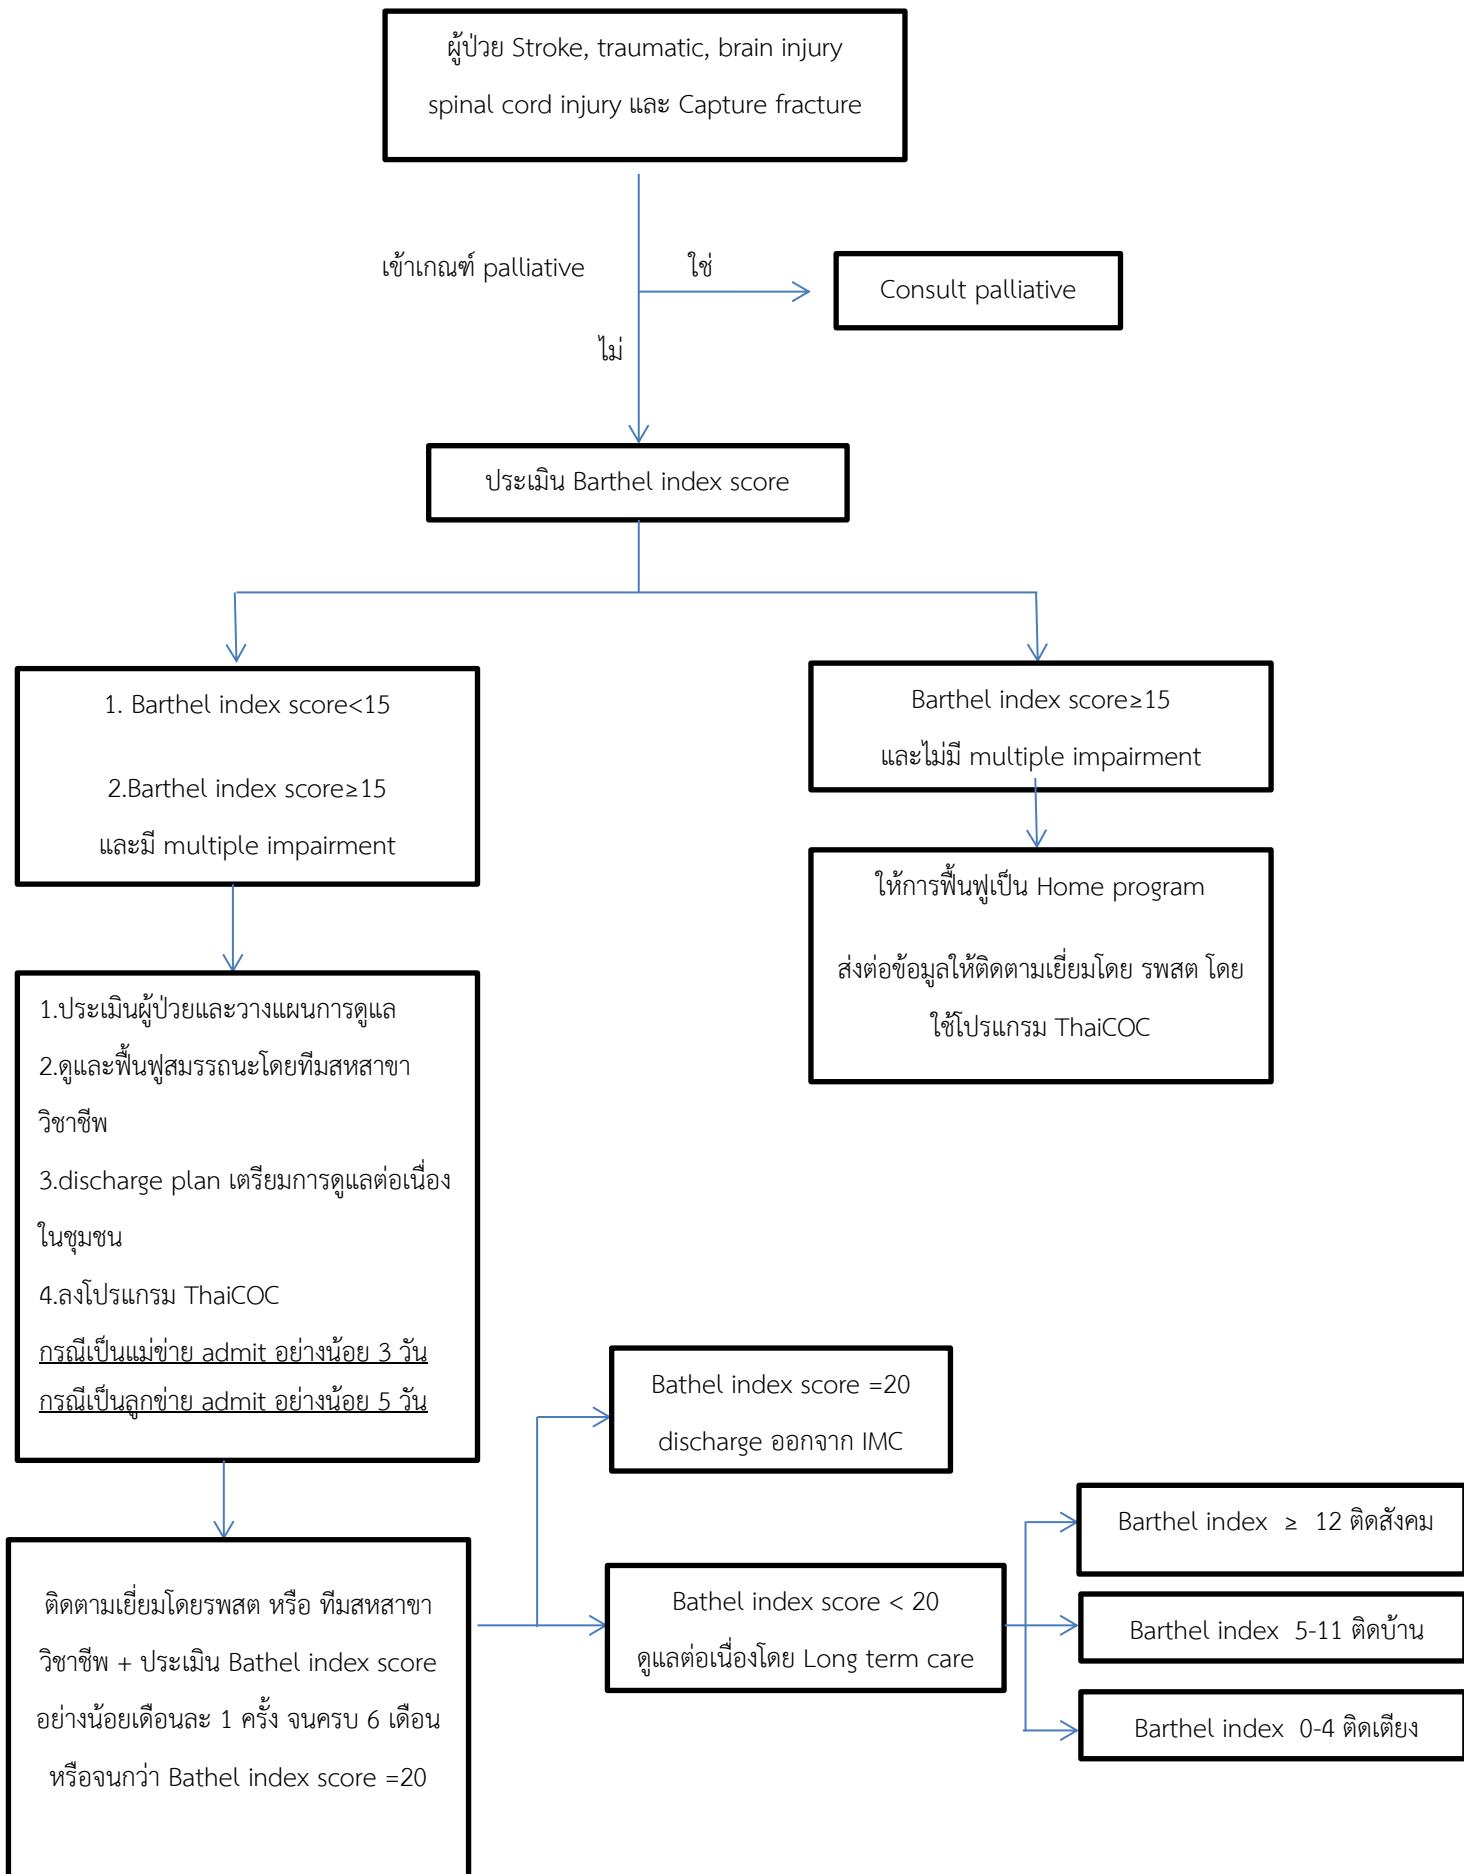 ผู้ป่วย Stroke, traumatic, brain injury
spinal cord injury และ Capture fracture
เข้าเกณฑ์ palliative
ใช่
Consult palliative
ไม่
ประเมิน Barthel index score
1. Barthel index score<15
2.Barthel index score≥15
และมี multiple impairment
Barthel index score≥15
และไม่มี multiple impairment
ให้การฟื้นฟูเป็น Home program
ส่งต่อข้อมูลให้ติดตามเยี่ยมโดย รพสต โดย
ใช้โปรแกรม ThaiCOC
1.ประเมินผู้ป่วยและวางแผนการดูแล
2.ดูและฟื้นฟูสมรรถนะโดยทีมสหสาขา
วิชาชีพ
3.discharge plan เตรียมการดูแลต่อเนื่อง
ในชุมชน
4.ลงโปรแกรม ThaiCOC
กรณีเป็นแม่ข่าย admit อย่างน้อย 3 วัน
กรณีเป็นลูกข่าย admit อย่างน้อย 5 วัน
Bathel index score =20
discharge ออกจาก IMC
ติดตามเยี่ยมโดยรพสต หรือ ทีมสหสาขา
วิชาชีพ + ประเมิน Bathel index score
อย่างน้อยเดือนละ 1 ครั้ง จนครบ 6 เดือน
หรือจนกว่า Bathel index score =20
Bathel index score < 20
ดูแลต่อเนื่องโดย Long term care
Barthel index ≥ 12 ติดสังคม
Barthel index 5-11 ติดบ้าน
Barthel index 0-4 ติดเตียง